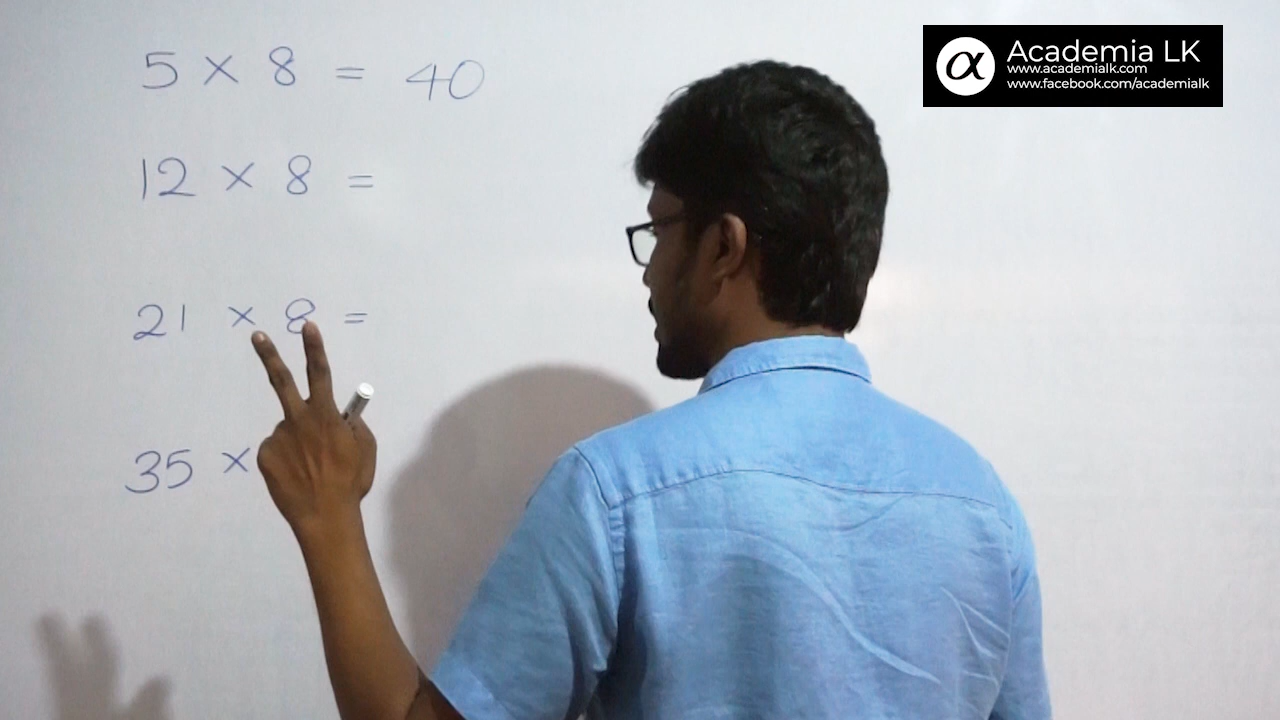 5 × 8 = 40
12 × 8 =
21 × 8 =
35 ×
α Academia LK
www.academialk.com
www.facebook.com/academialk